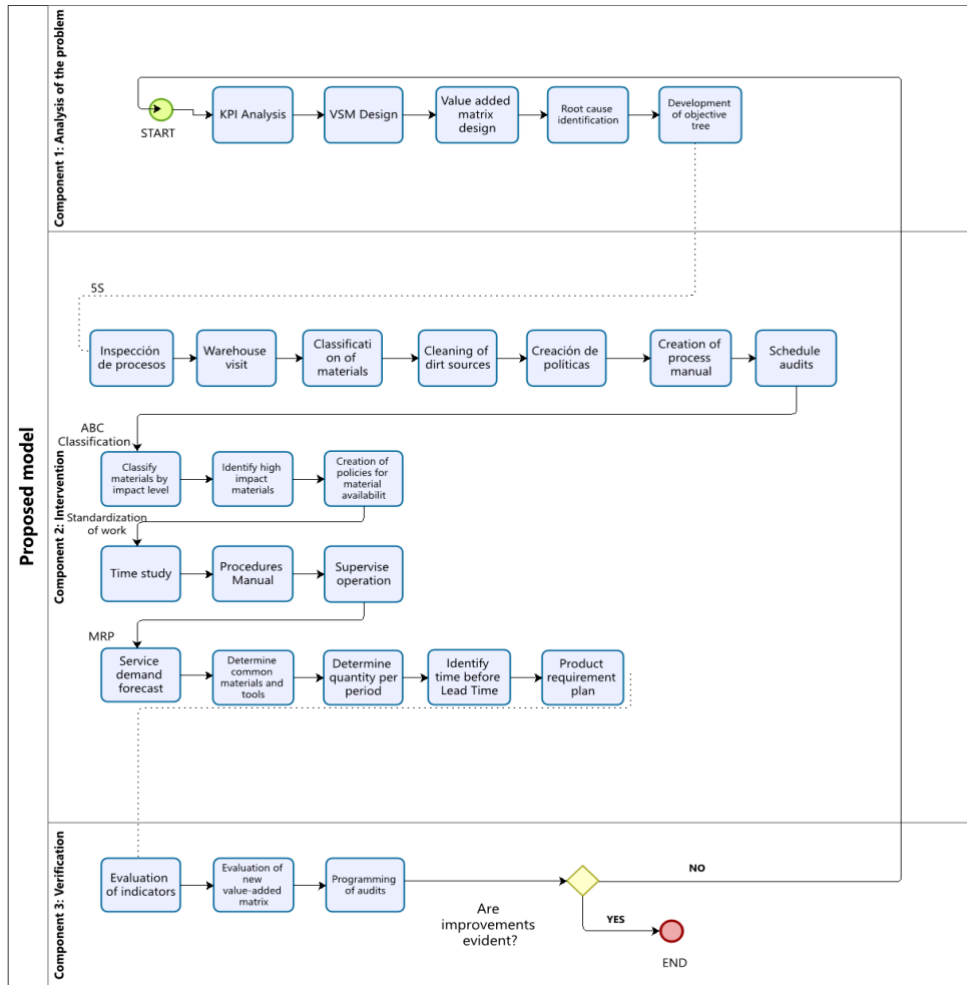 Proposed model
Component 1: Analysis of the problem
START
KPI Analysis
VSM Design
Value added
matrix
design
Root cause
identification
Development
of objective
tree
Component 2: Intervention
5S
Inspección
de procesos
Warehouse
visit
Classificati
on of
materials
Cleaning of
dirt sources
Creación de
políticas
Creation of
process
manual
Schedule
audits
ABC
Classification
Classify
materials by
impact level
Identify high
impact
materials
Creation of
policies for
material
availabilit
Standardization
of work
Time study
Procedures
Manual
Supervise
operation
MRP
Service
demand
forecast
Determine
common
materials and
tools
Determine
quantity per
period
Identify
time before
Lead Time
Product
requirement
plan
Component 3: Verification
Evaluation
of indicators
Evaluation of
new
value-added
matrix
Programming
of audits
Are
improvements
evident?
NO
YES
END